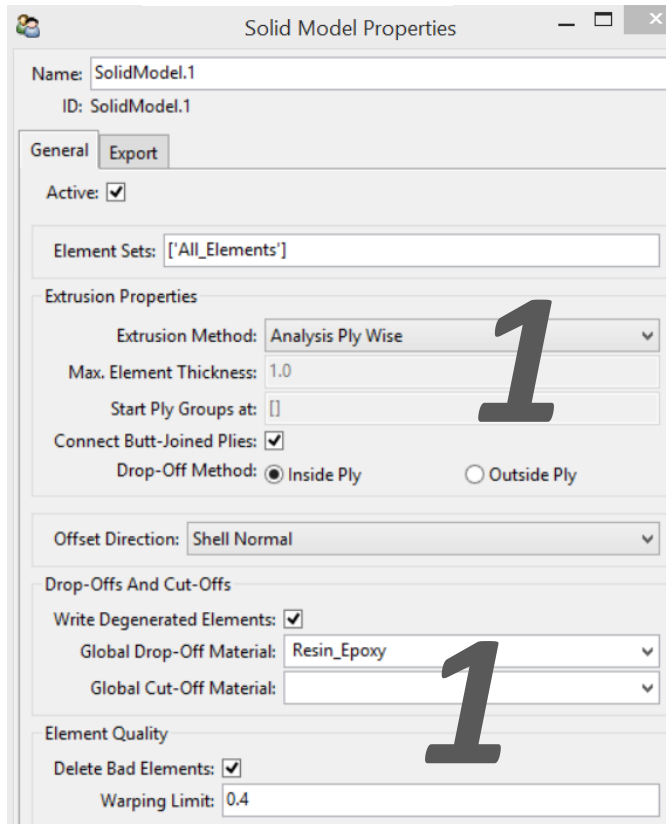 Solid Model Properties
Name: SolidModel.1
ID: SolidModel.1
General Export
Active:
Element Sets: ['All_Elements']
Extrusion Properties
Extrusion Method: Analysis Ply Wise
1
Max. Element Thickness: 1.0
Start Ply Groups at: []
Connect Butt-Joined Plies:
Drop-Off Method: Inside Ply Outside Ply
Offset Direction: Shell Normal
Drop-Offs And Cut-Offs
Write Degenerated Elements:
Global Drop-Off Material: Resin_Epoxy
Global Cut-Off Material:
1
Element Quality
Delete Bad Elements:
Warping Limit: 0.4